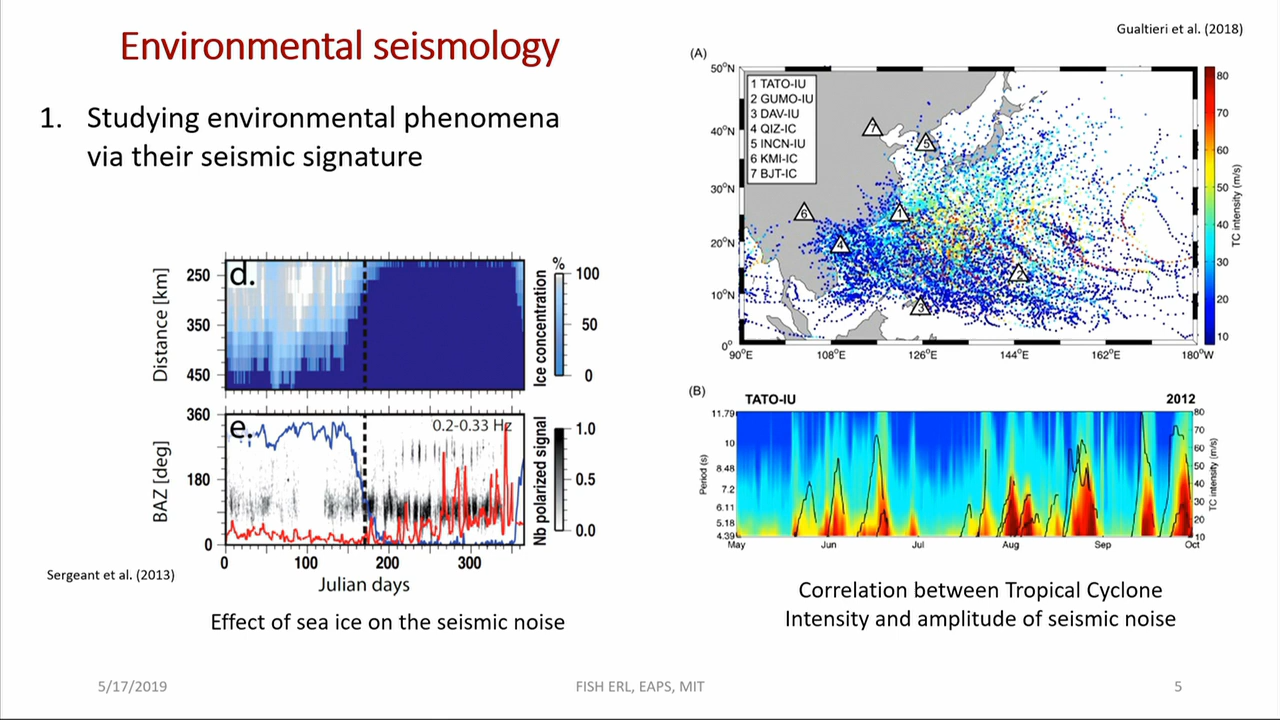 Environmental seismology
1. Studying environmental phenomena
via their seismic signature
d.
Distance [km]
250
350
450
%
Ice concentration
100
50
0
e.
0.2-0.33 Hz
BAZ [deg]
360
180
0
Nb polarized signal
1.0
0.5
0.0
0 100 200 300
Julian days
Sergeant et al. (2013)
Effect of sea ice on the seismic noise
Gualtieri et al. (2018)
(A)
50°N
40°N
30°N
20°N
10°N
0°
1 TATO-IU
2 GUMO-IU
3 DAV-IU
4 QIZ-IC
5 INCN-IU
6 KMI-IC
7 BJT-IC
7
5
6
1
4
2
3
90°E 108°E 126°E 144°E 162°E 180°W
80
70
60
50
40
30
20
10
TC intensity (m/s)
(B)
TATO-IU 2012
Period (s)
11.79
10
8.48
7.2
6.11
5.18
4.39
80
70
60
50
40
30
20
10
TC intensity (m/s)
May Jun Jul Aug Sep Oct
Correlation between Tropical Cyclone
Intensity and amplitude of seismic noise
5/17/2019 FISH ERL, EAPS, MIT 5